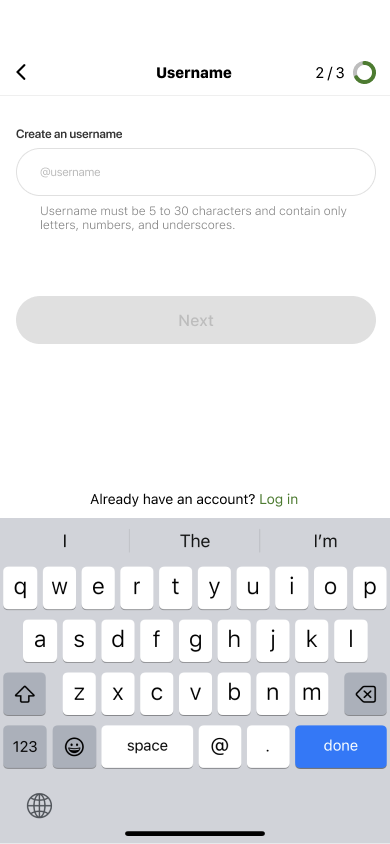 Username
2 / 3
Create an username
@username
Username must be 5 to 30 characters and contain only
letters, numbers, and underscores.
Next
Already have an account? Log in
I The I'm
q w e r t y u i o p
a s d f g h j k l
z x c v b n m
123 space @ . done